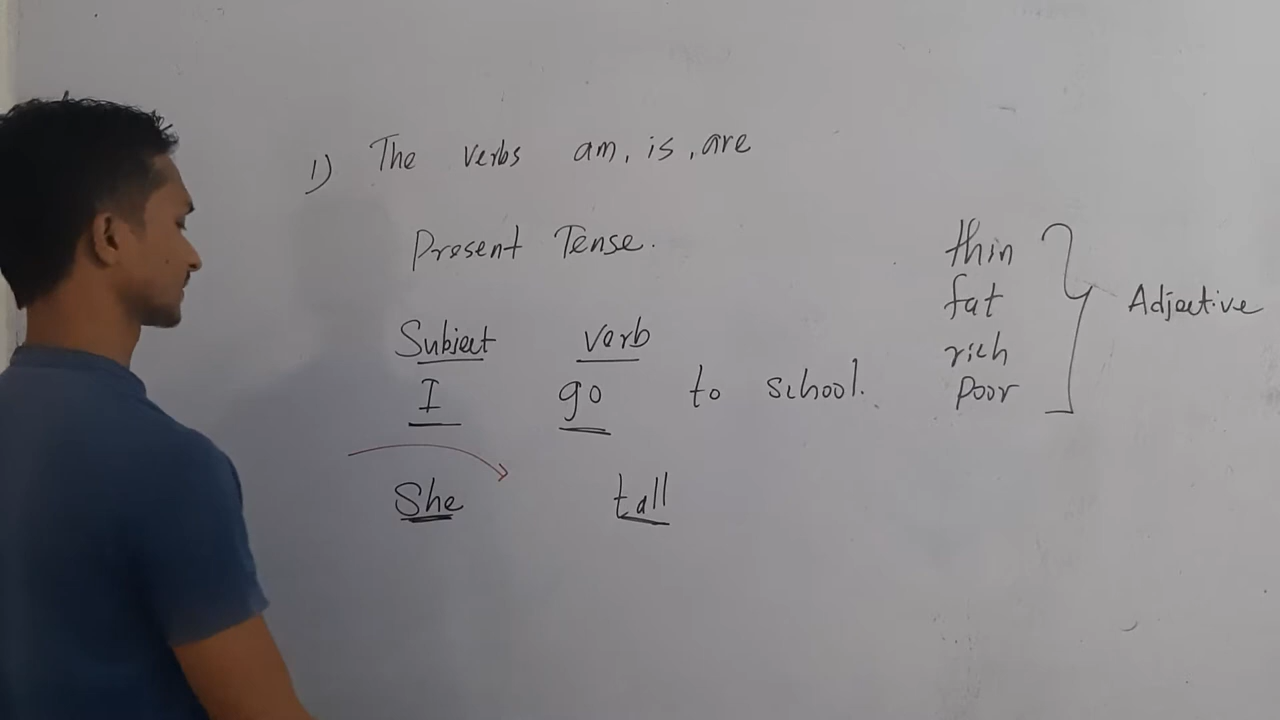 1) The verbs am, is, are
Present Tense.
Subject verb
I go to school.
She tall
thin
fat
rich
poor
Adjective